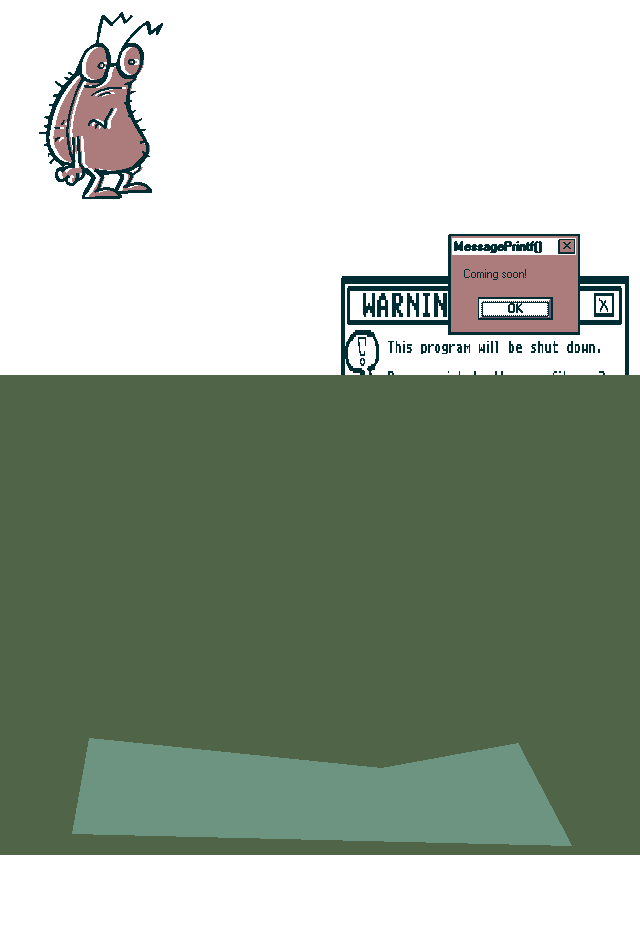 MessagePrintf()
Coming soon!
OK
WARNIN
X
This program will be shut down.